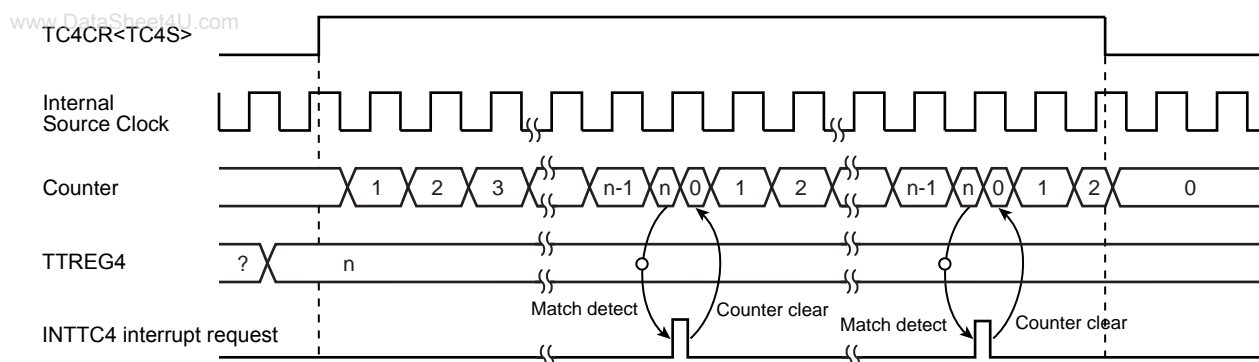 www.DataSheet4U.com
TC4CR<TC4S>
Internal
Source Clock
Counter
1 2 3 n-1 n 0 1 2 n-1 n 0 1 2 0
TTREG4
? n
Match detect Counter clear Match detect Counter clear
INTTC4 interrupt request